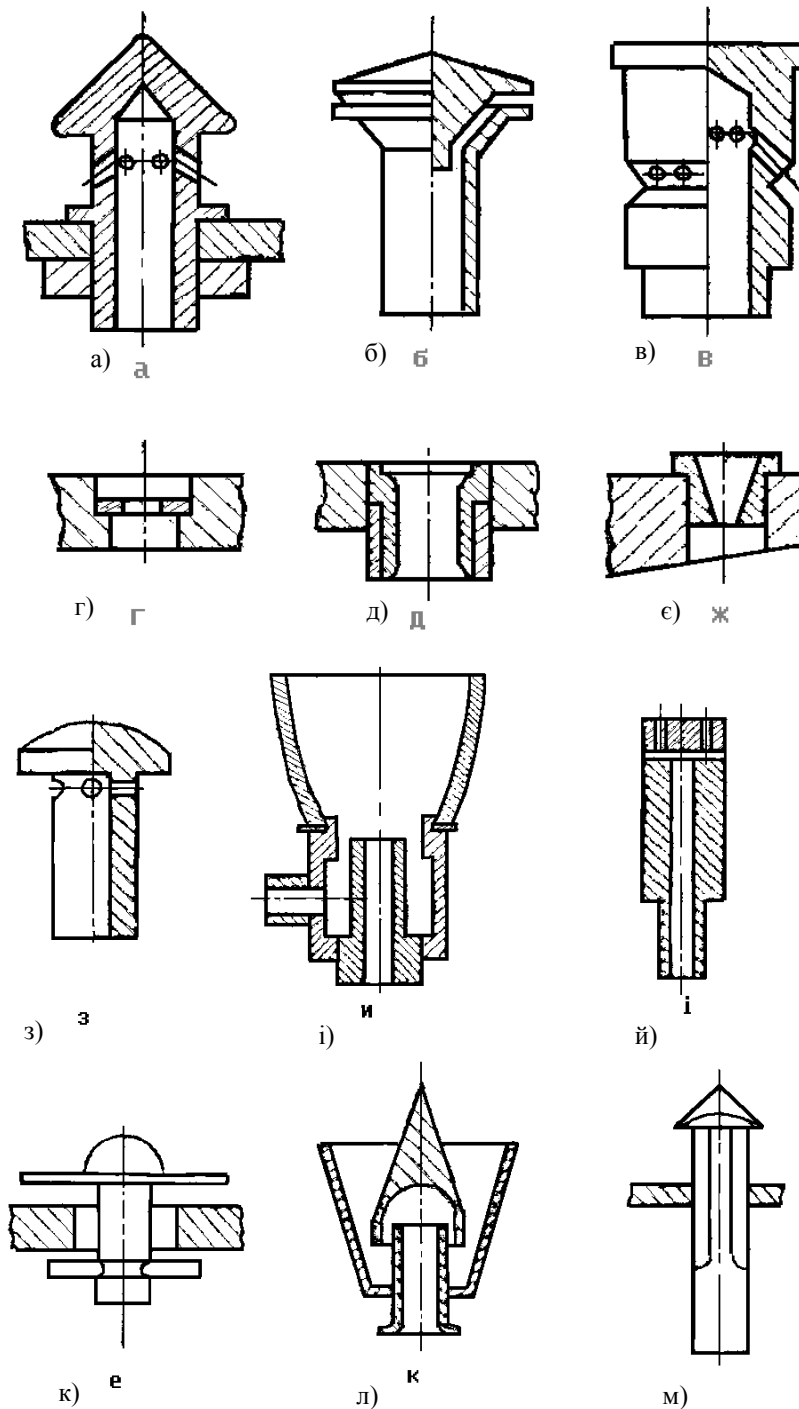 а) а б) б в) в
г) г д) д є) ж
з) з і) и й) і
к) е л) к м)